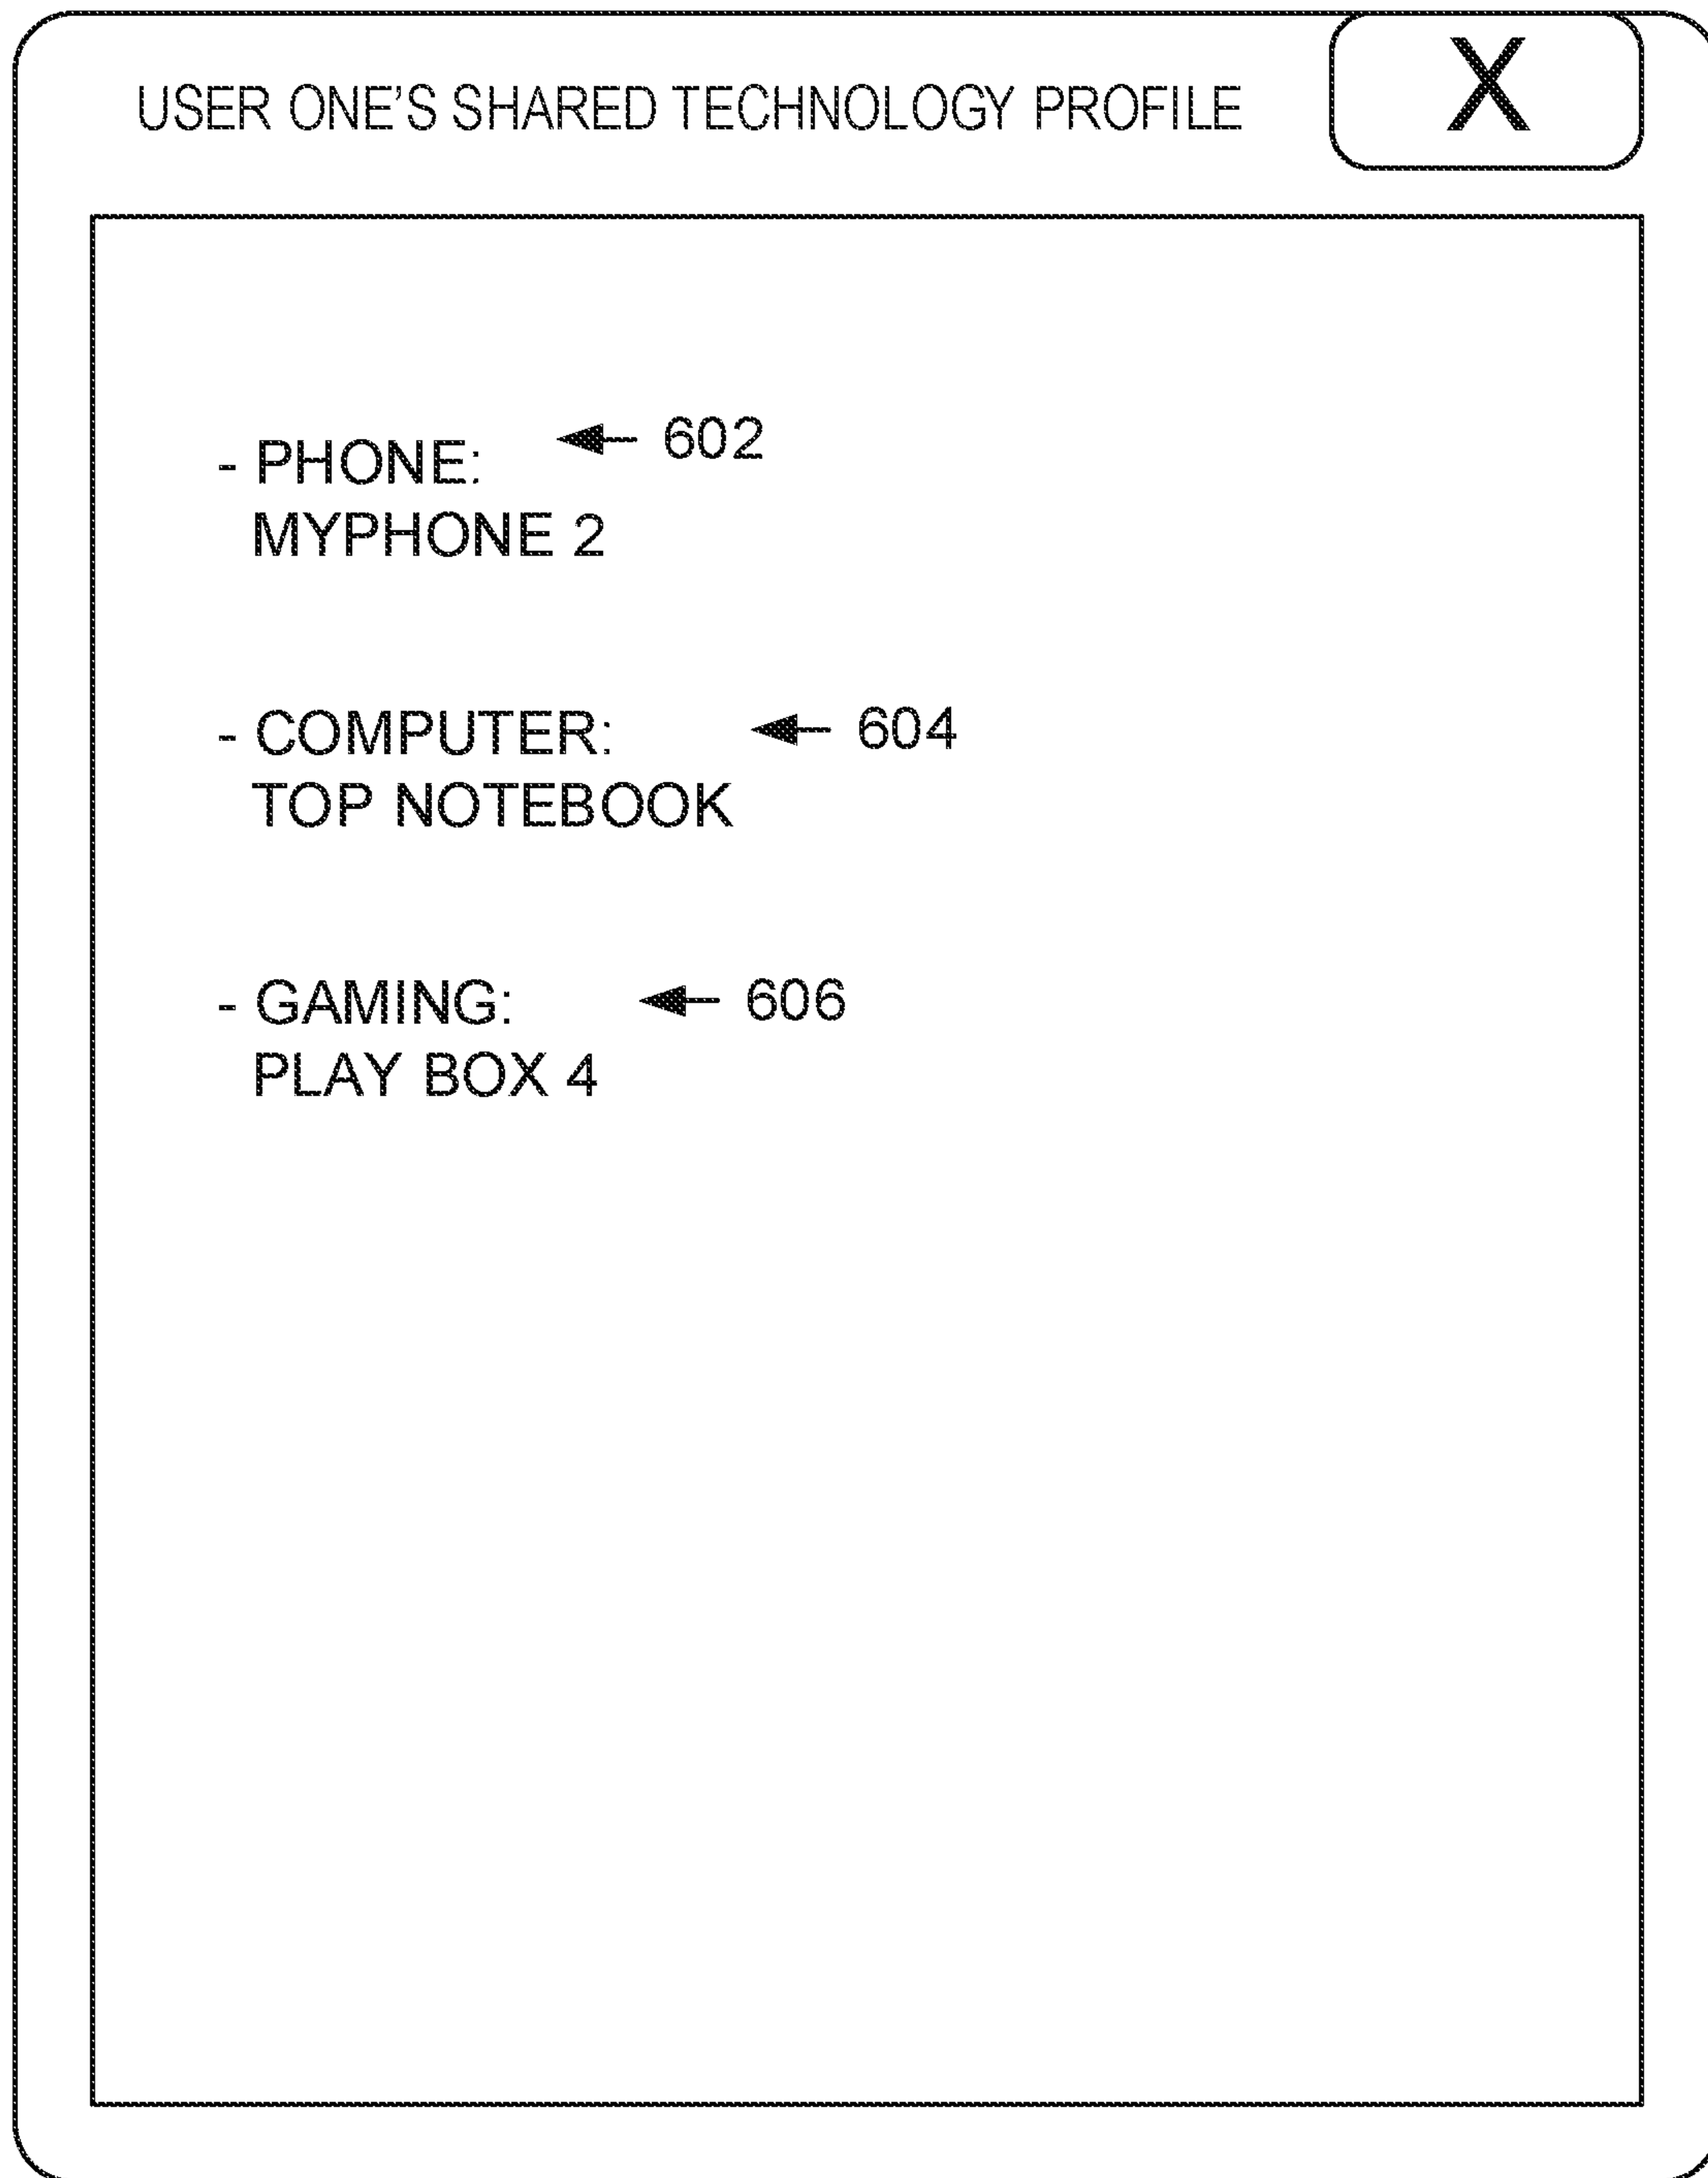 USER ONE'S SHARED TECHNOLOGY PROFILE
X
- PHONE:
602
MYPHONE 2
- COMPUTER:
604
TOP NOTEBOOK
- GAMING:
606
PLAY BOX 4